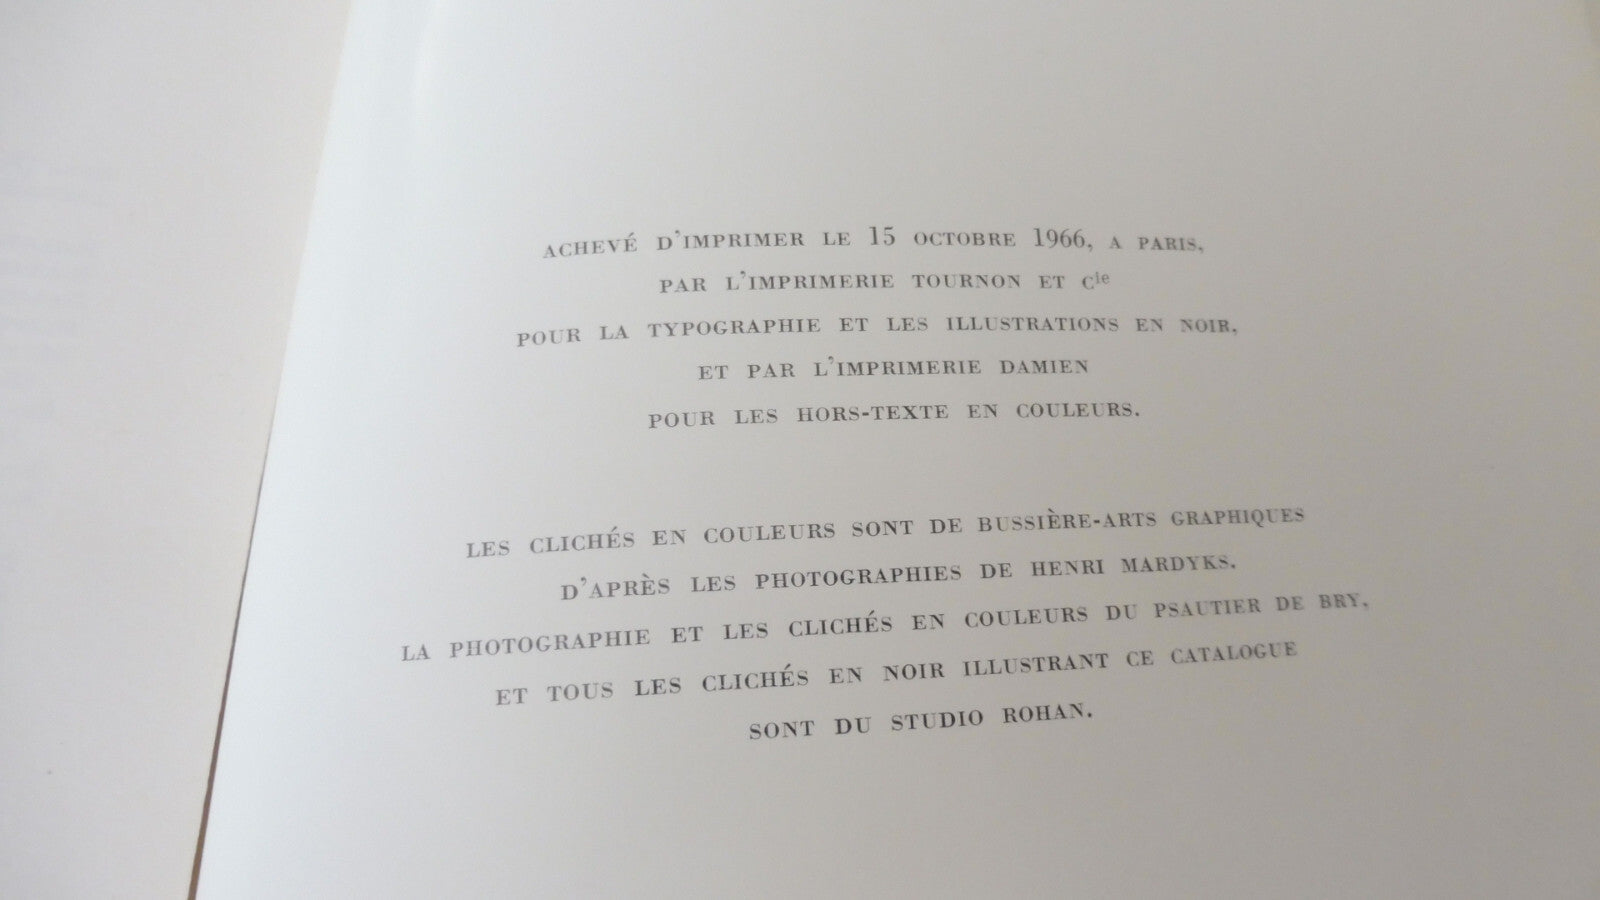 ACHEVÉ D'IMPRIMER LE 15 OCTOBRE 1966, A PARIS,
PAR L'IMPRIMERIE TOURNON ET Cie
POUR LA TYPOGRAPHIE ET LES ILLUSTRATIONS EN NOIR,
ET PAR L'IMPRIMERIE DAMIEN
POUR LES HORS-TEXTE EN COULEURS.
LES CLICHÉS EN COULEURS SONT DE BUSSIÈRE-ARTS GRAPHIQUES
D'APRÈS LES PHOTOGRAPHIES DE HENRI MARDYKS.
LA PHOTOGRAPHIE ET LES CLICHÉS EN COULEURS DU PSAUTIER DE BRY,
ET TOUS LES CLICHÉS EN NOIR ILLUSTRANT CE CATALOGUE
SONT DU STUDIO ROHAN.